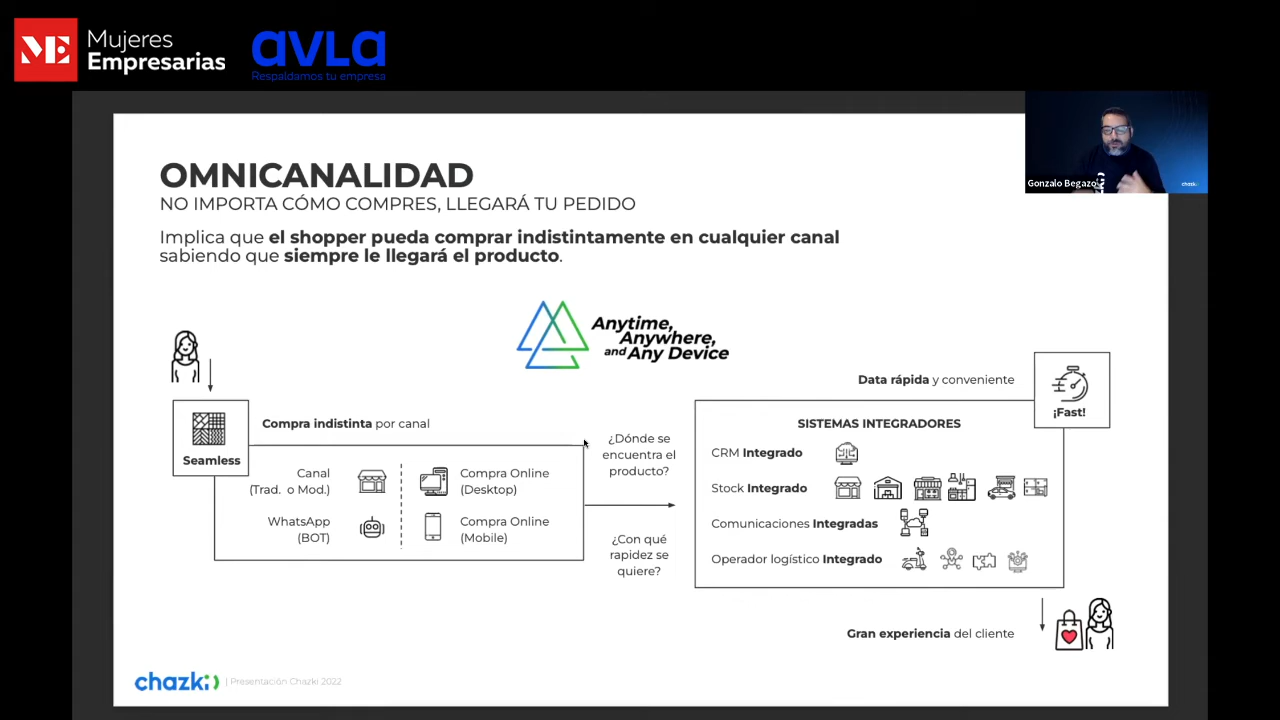 ME
Mujeres
Empresarias
avla
Respaldamos tu empresa
Gonzalo Begazo
chazki
OMNICANALIDAD
NO IMPORTA CÓMO COMPRES, LLEGARÁ TU PEDIDO
Implica que el shopper pueda comprar indistintamente en cualquier canal
sabiendo que siempre le llegará el producto.
Anytime,
Anywhere,
and Any Device
Seamless
Compra indistinta por canal
Canal
(Trad. o Mod.)
Compra Online
(Desktop)
WhatsApp
(BOT)
Compra Online
(Mobile)
¿Dónde se
encuentra el
producto?
¿Con qué
rapidez se
quiere?
Data rápida y conveniente
¡Fast!
SISTEMAS INTEGRADORES
CRM Integrado
Stock Integrado
Comunicaciones Integradas
Operador logístico Integrado
Gran experiencia del cliente
chazki
| Presentación Chazki 2022